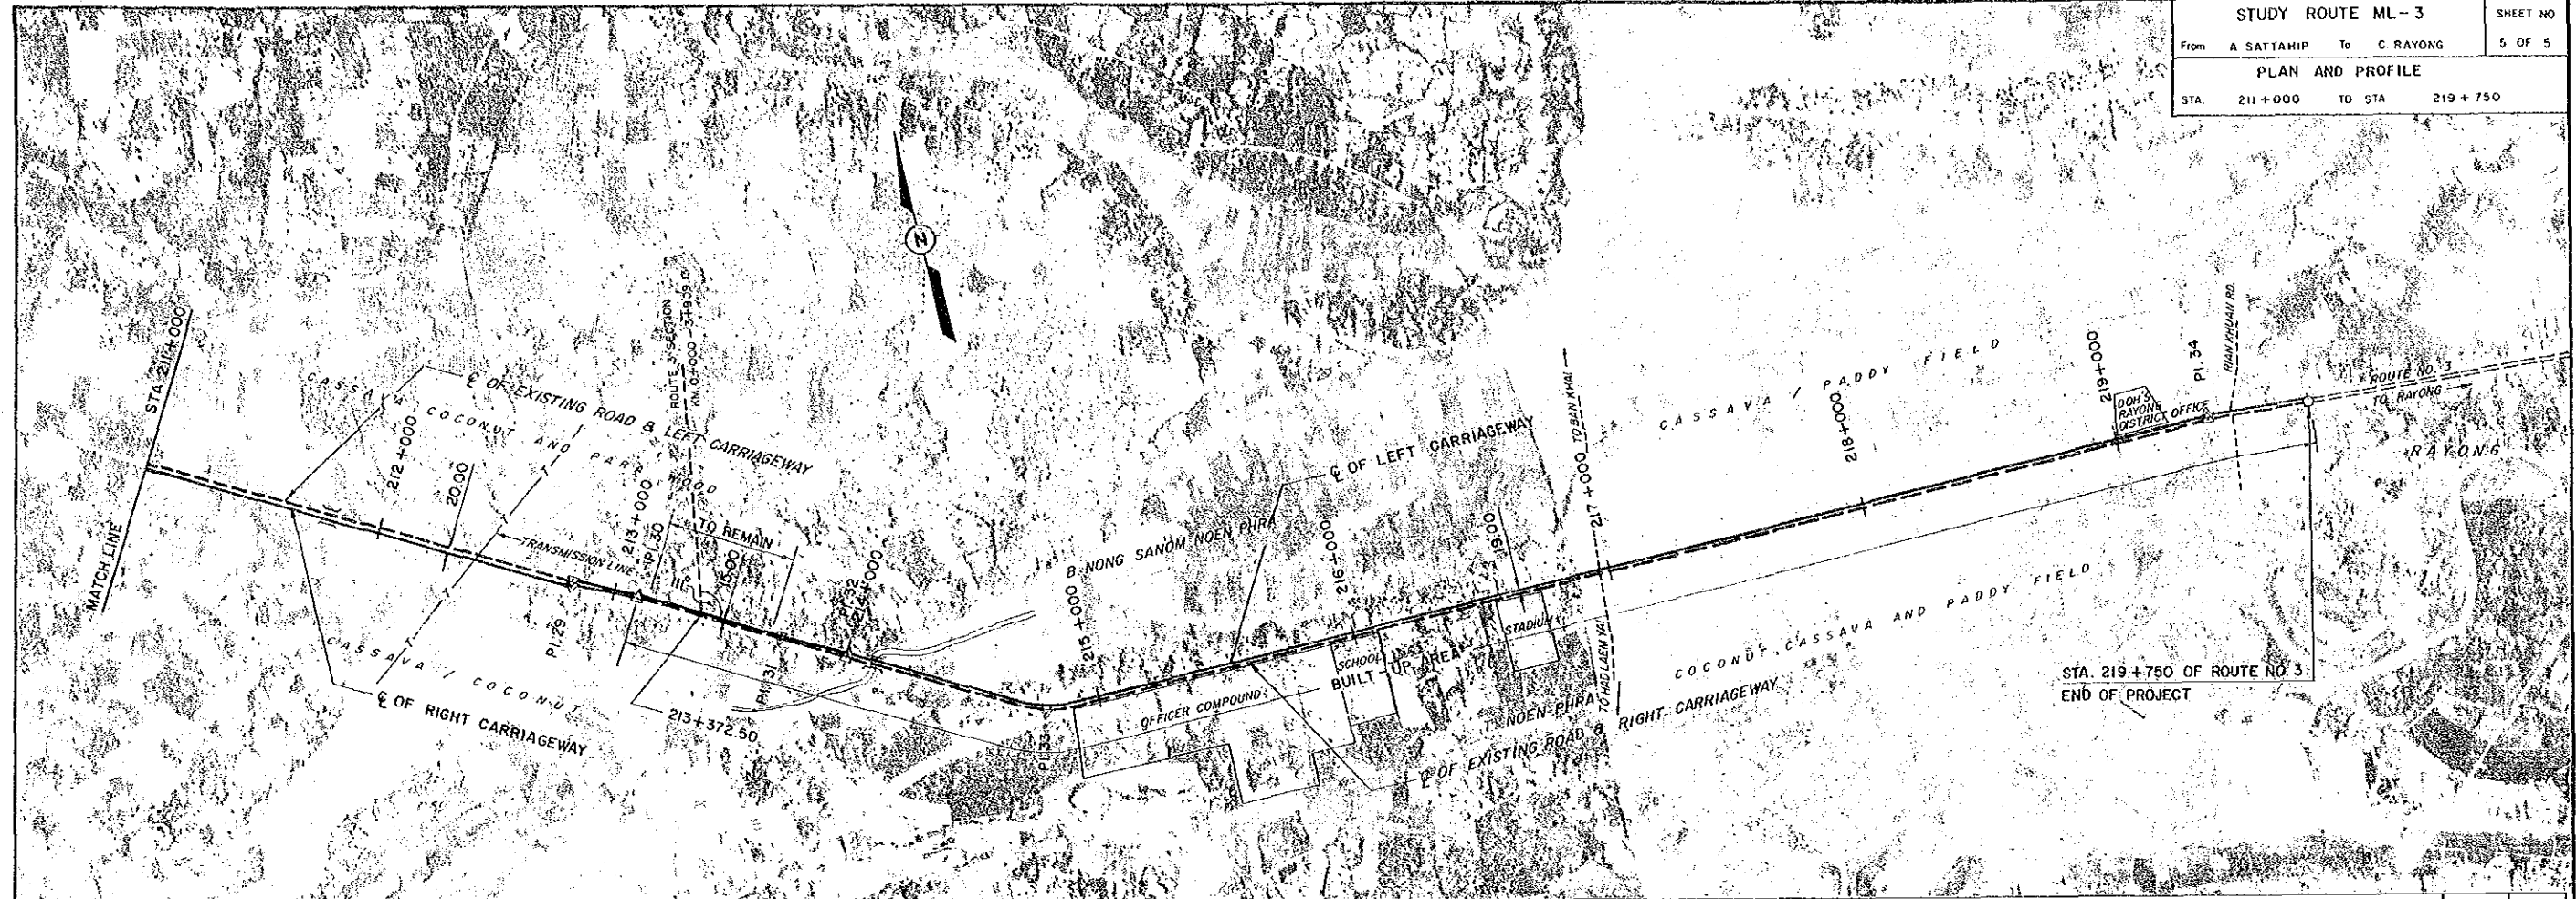 STUDY ROUTE ML-3
SHEET NO
From A SATTAHIP To C. RAYONG
5 OF 5
PLAN AND PROFILE
STA. 211+000 TO STA 219+750
N
STA. 211+000
MATCH LINE
CASSAVA COCONUT AND PARA WOOD
℄ OF EXISTING ROAD & LEFT CARRIAGEWAY
212+000
20.00
TRANSMISSION LINE
CASSAVA / COCONUT
℄ OF RIGHT CARRIAGEWAY
PI.29
213+000
PI.30
ROUTE 3 SECTION
TO REMAIN
15.00
213+372.50
PI.31
PI.32
214+000
PI.33
215+000
B. NONG SANOM NOEN PHRA
OFFICER COMPOUND
℄ OF LEFT CARRIAGEWAY
216+000
SCHOOL
BUILT-UP AREA
STADIUM
T. NOEN PHRA
℄ OF EXISTING ROAD & RIGHT CARRIAGEWAY
TO BAN KHAI
217+000
TO HAD LAEN YAI
CASSAVA / PADDY FIELD
COCONUT, CASSAVA AND PADDY FIELD
218+000
219+000
DOH'S
RAYONG
DISTRICT OFFICE
PI.34
ROUTE NO. 3
TO RAYONG
RAYONG
STA. 219+750 OF ROUTE NO. 3
END OF PROJECT